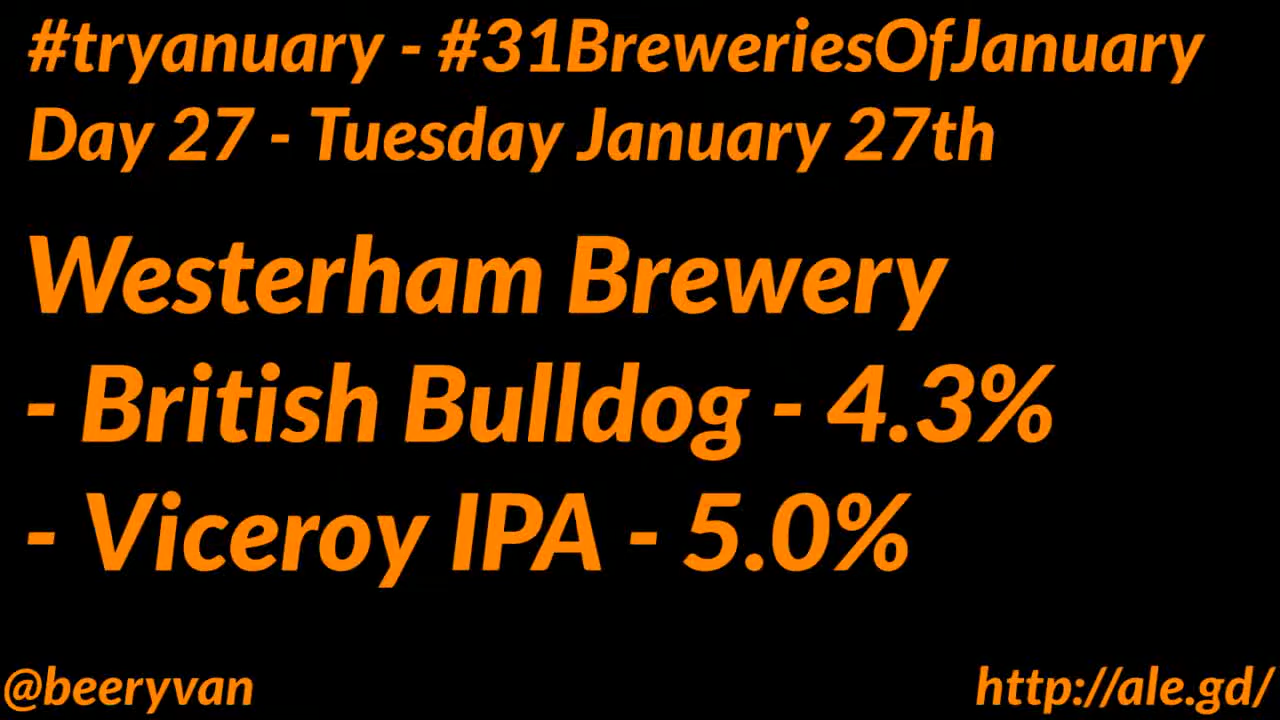 #tryanuary - #31BreweriesOfJanuary
Day 27 - Tuesday January 27th
Westerham Brewery
- British Bulldog - 4.3%
- Viceroy IPA - 5.0%
@beeryvan
http://ale.gd/